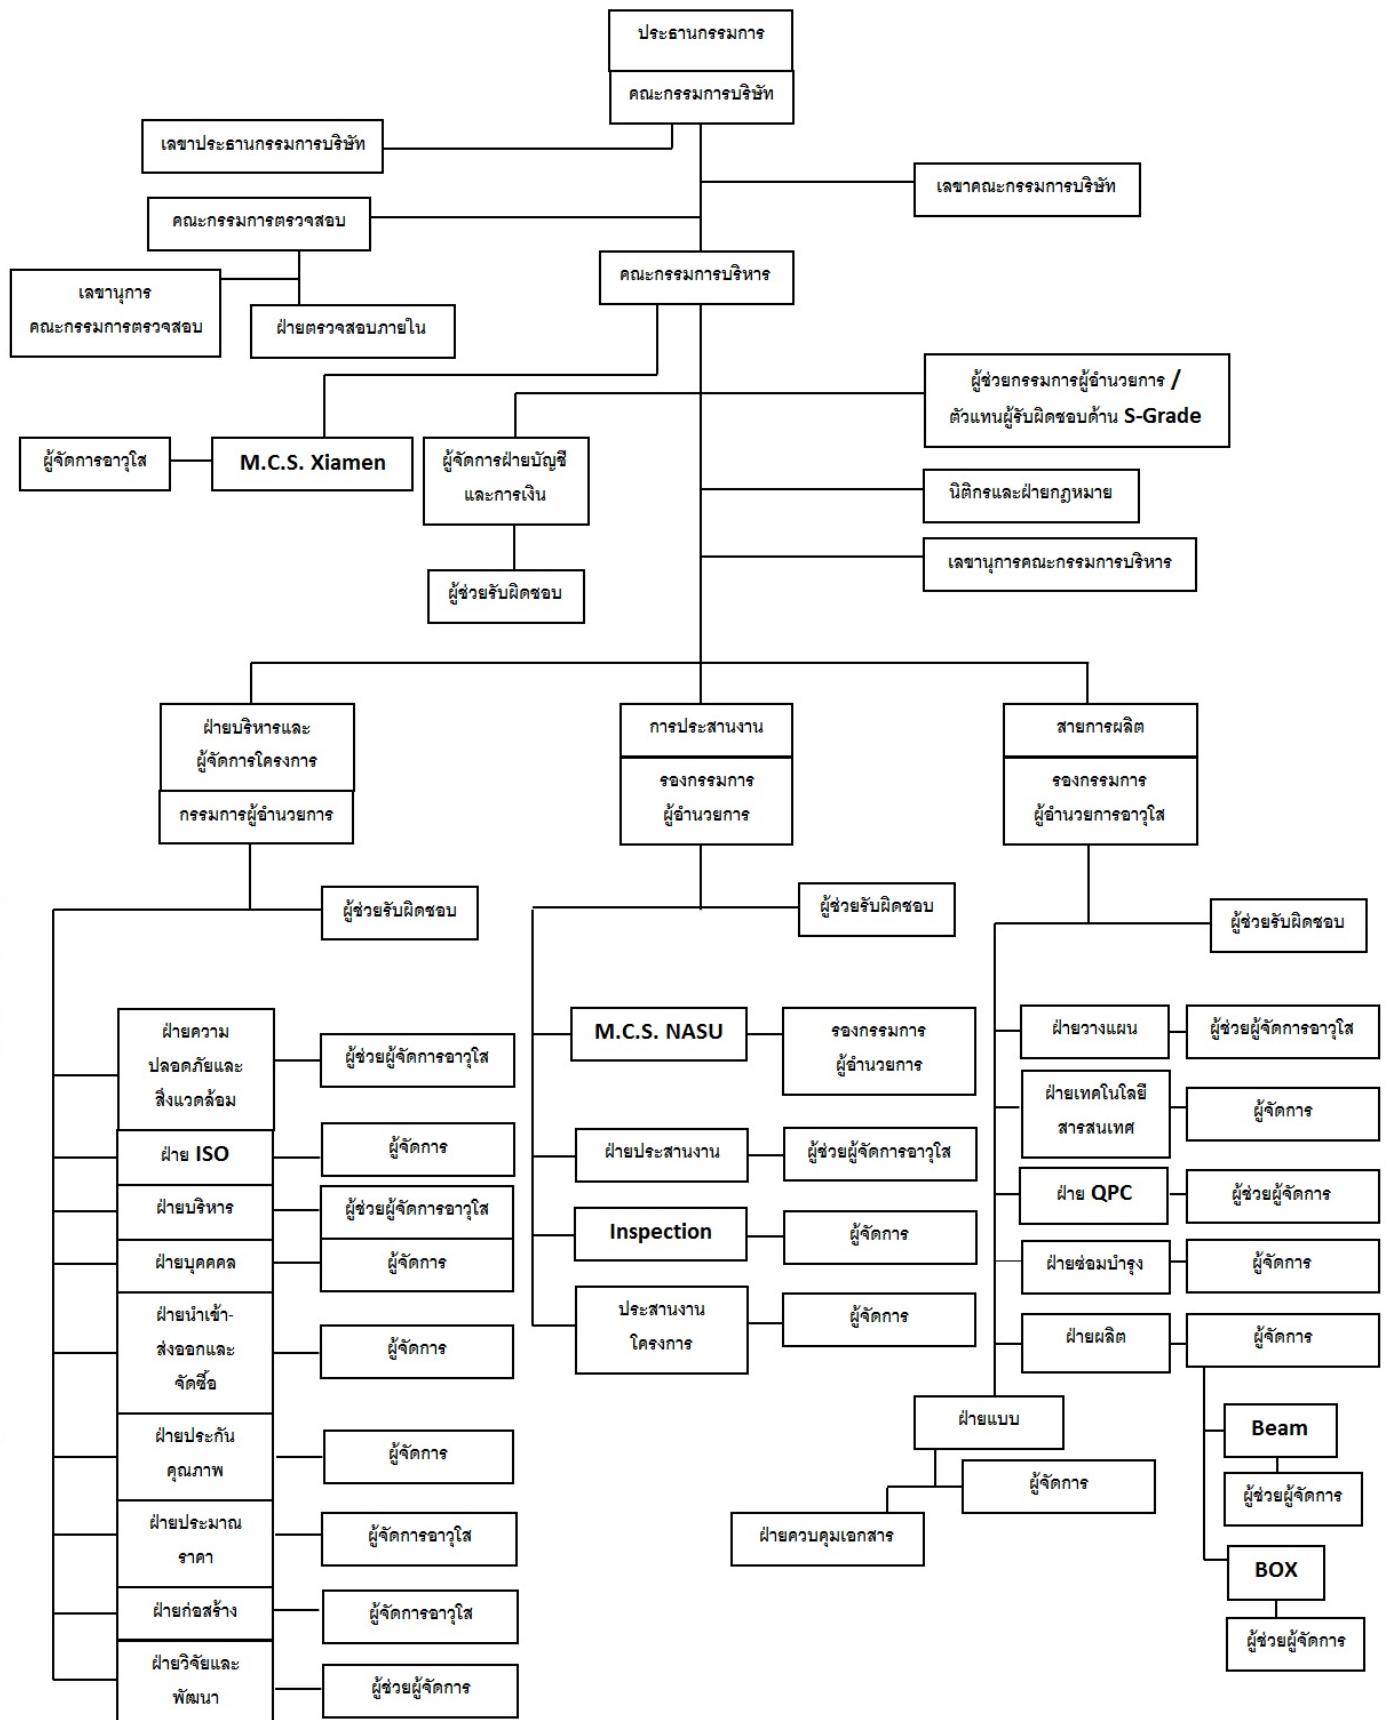 ประธานกรรมการ
คณะกรรมการบริษัท
เลขาประธานกรรมการบริษัท
เลขาคณะกรรมการบริษัท
คณะกรรมการตรวจสอบ
คณะกรรมการบริหาร
เลขานุการ
คณะกรรมการตรวจสอบ
ฝ่ายตรวจสอบภายใน
ผู้ช่วยกรรมการผู้อำนวยการ /
ตัวแทนผู้รับผิดชอบด้าน S-Grade
ผู้จัดการอาวุโส
M.C.S. Xiamen
ผู้จัดการฝ่ายบัญชี
และการเงิน
นิติกรและฝ่ายกฎหมาย
เลขานุการคณะกรรมการบริหาร
ผู้ช่วยรับผิดชอบ
ฝ่ายบริหารและ
ผู้จัดการโครงการ
กรรมการผู้อำนวยการ
การประสานงาน
รองกรรมการ
ผู้อำนวยการ
สายการผลิต
รองกรรมการ
ผู้อำนวยการอาวุโส
ผู้ช่วยรับผิดชอบ
ผู้ช่วยรับผิดชอบ
ผู้ช่วยรับผิดชอบ
ฝ่ายความ
ปลอดภัยและ
สิ่งแวดล้อม
ผู้ช่วยผู้จัดการอาวุโส
ฝ่าย ISO
ผู้จัดการ
ฝ่ายบริหาร
ผู้ช่วยผู้จัดการอาวุโส
ฝ่ายบุคคคล
ผู้จัดการ
ฝ่ายนำเข้า-
ส่งออกและ
จัดซื้อ
ผู้จัดการ
ฝ่ายประกัน
คุณภาพ
ผู้จัดการ
ฝ่ายประมาณ
ราคา
ผู้จัดการอาวุโส
ฝ่ายก่อสร้าง
ผู้จัดการอาวุโส
ฝ่ายวิจัยและ
พัฒนา
ผู้ช่วยผู้จัดการ
M.C.S. NASU
รองกรรมการ
ผู้อำนวยการ
ฝ่ายประสานงาน
ผู้ช่วยผู้จัดการอาวุโส
Inspection
ผู้จัดการ
ประสานงาน
โครงการ
ผู้จัดการ
ฝ่ายวางแผน
ผู้ช่วยผู้จัดการอาวุโส
ฝ่ายเทคโนโลยี
สารสนเทศ
ผู้จัดการ
ฝ่าย QPC
ผู้ช่วยผู้จัดการ
ฝ่ายซ่อมบำรุง
ผู้จัดการ
ฝ่ายผลิต
ผู้จัดการ
ฝ่ายแบบ
ผู้จัดการ
ฝ่ายควบคุมเอกสาร
Beam
ผู้ช่วยผู้จัดการ
BOX
ผู้ช่วยผู้จัดการ